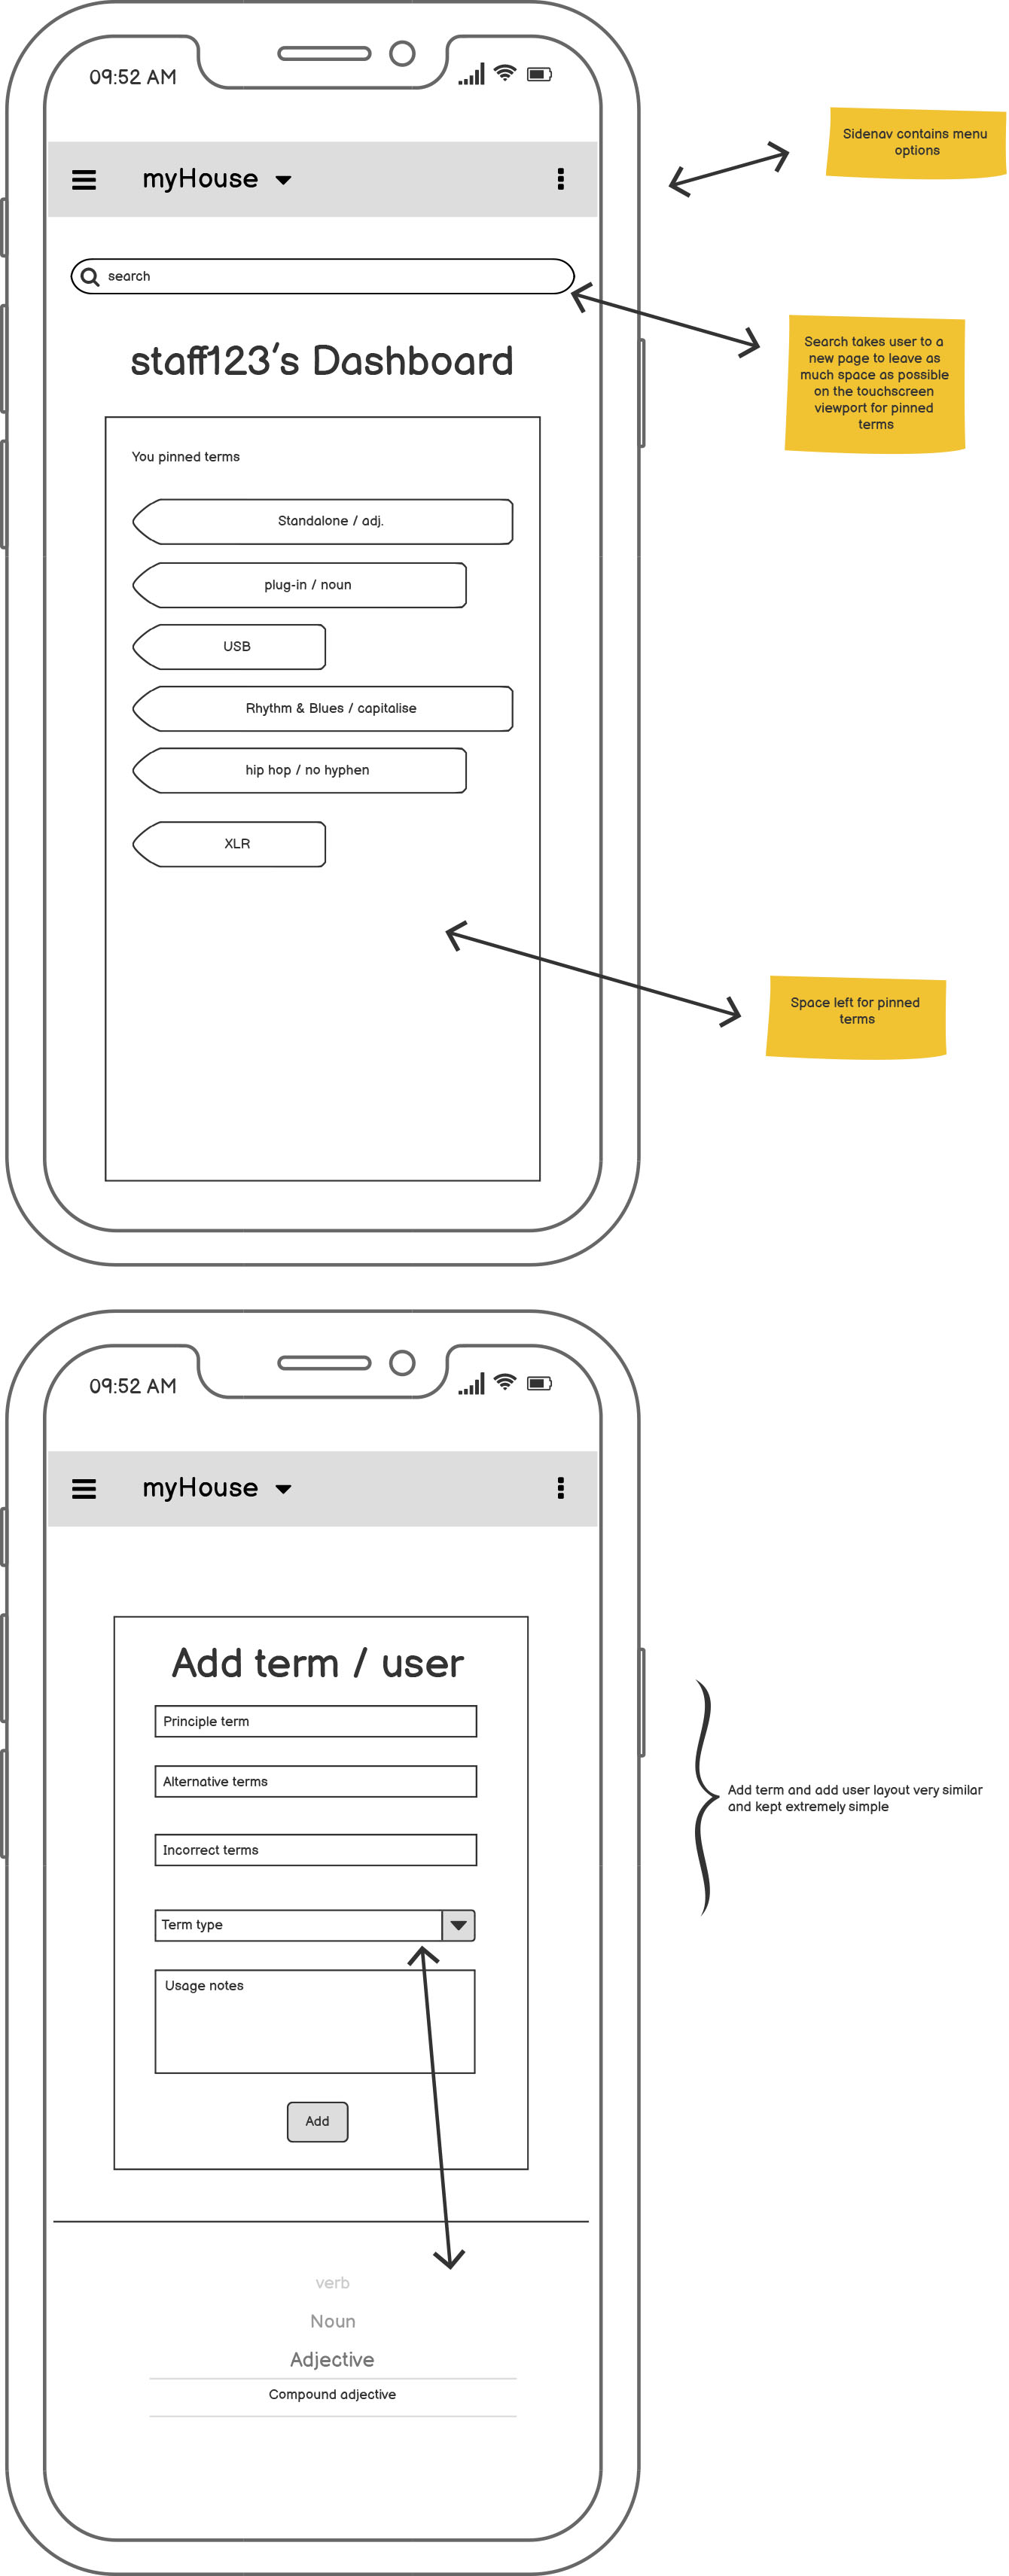 09:52 AM
myHouse
Sidenav contains menu
options
search
staff123's Dashboard
Search takes user to a
new page to leave as
much space as possible
on the touchscreen
viewport for pinned
terms
You pinned terms
Standalone / adj.
plug-in / noun
USB
Rhythm & Blues / capitalise
hip hop / no hyphen
XLR
Space left for pinned
terms
09:52 AM
myHouse
Add term / user
Principle term
Alternative terms
Incorrect terms
Term type
Usage notes
Add
Add term and add user layout very similar
and kept extremely simple
verb
Noun
Adjective
Compound adjective